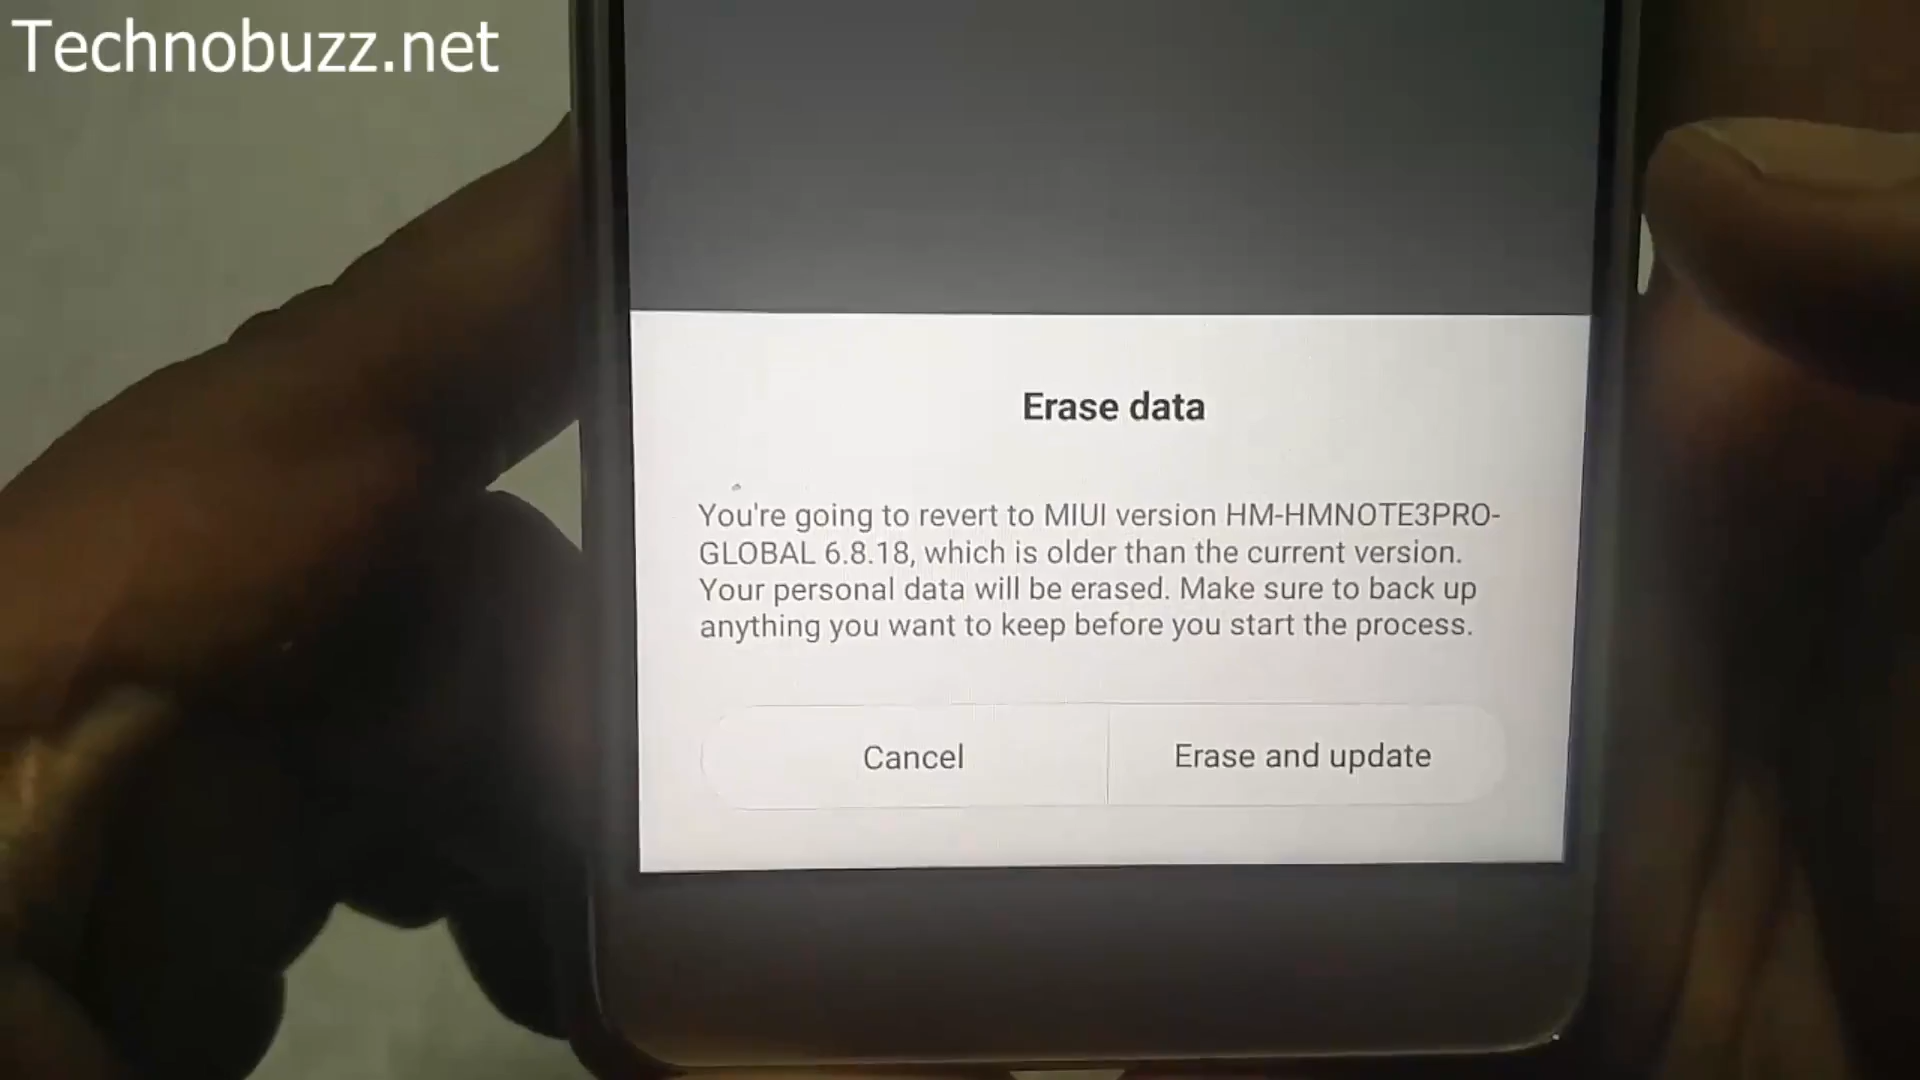 Technobuzz.net
Erase data
You're going to revert to MIUI version HM-HMNOTE3PRO-
GLOBAL 6.8.18, which is older than the current version.
Your personal data will be erased. Make sure to back up
anything you want to keep before you start the process.
Cancel
Erase and update